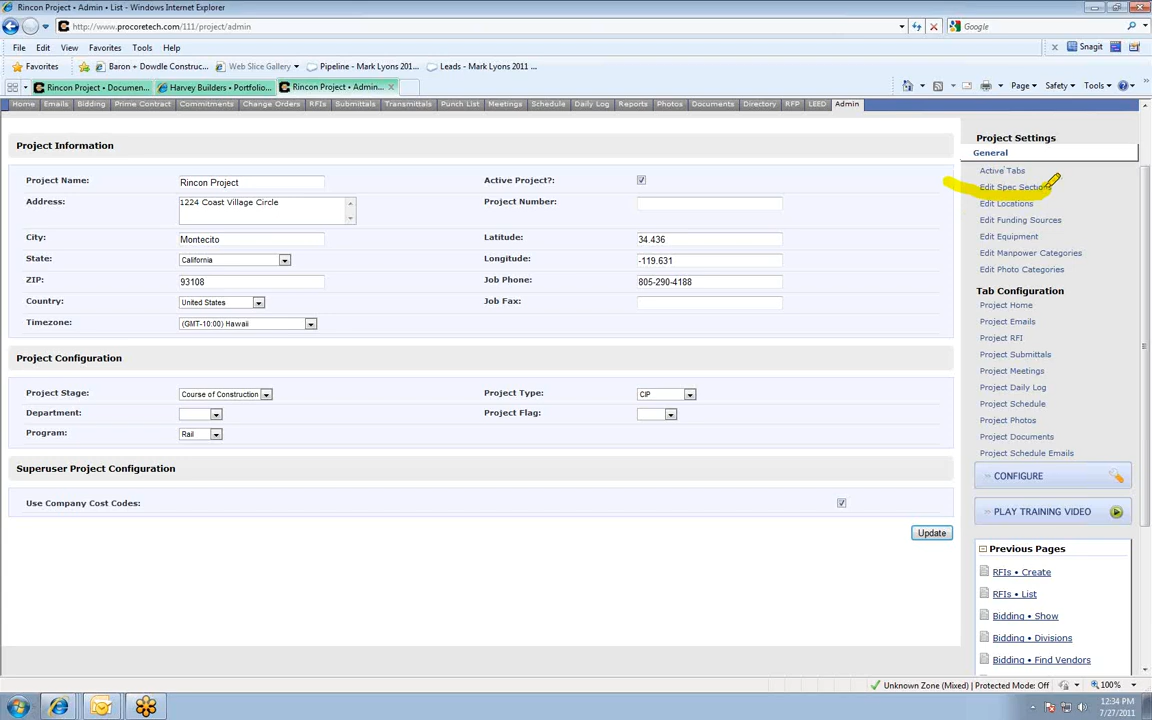 Rincon Project • Admin • List - Windows Internet Explorer
http://www.procoretech.com/111/project/admin
Google
File Edit View Favorites Tools Help
x Snagit
Favorites Baron + Dowdle Construc... Web Slice Gallery Pipeline - Mark Lyons 201... Leads - Mark Lyons 2011 ...
Rincon Project • Documen... Harvey Builders • Portfolio... Rincon Project • Admin... x Page Safety Tools
Home Emails Bidding Prime Contract Commitments Change Orders RFIs Submittals Transmittals Punch List Meetings Schedule Daily Log Reports Photos Documents Directory RFP LEED Admin
Project Information
Project Name: Rincon Project
Active Project?:
Address: 1224 Coast Village Circle
Project Number:
City: Montecito
Latitude: 34.436
State: California
Longitude: -119.631
ZIP: 93108
Job Phone: 805-290-4188
Country: United States
Job Fax:
Timezone: (GMT-10:00) Hawaii
Project Configuration
Project Stage: Course of Construction
Project Type: CIP
Department:
Project Flag:
Program: Rail
Superuser Project Configuration
Use Company Cost Codes:
Update
Project Settings
General
Active Tabs
Edit Spec Sections
Edit Locations
Edit Funding Sources
Edit Equipment
Edit Manpower Categories
Edit Photo Categories
Tab Configuration
Project Home
Project Emails
Project RFI
Project Submittals
Project Meetings
Project Daily Log
Project Schedule
Project Photos
Project Documents
Project Schedule Emails
CONFIGURE
PLAY TRAINING VIDEO
Previous Pages
RFIs • Create
RFIs • List
Bidding • Show
Bidding • Divisions
Bidding • Find Vendors
Unknown Zone (Mixed) | Protected Mode: Off 100%
12:34 PM
7/27/2011